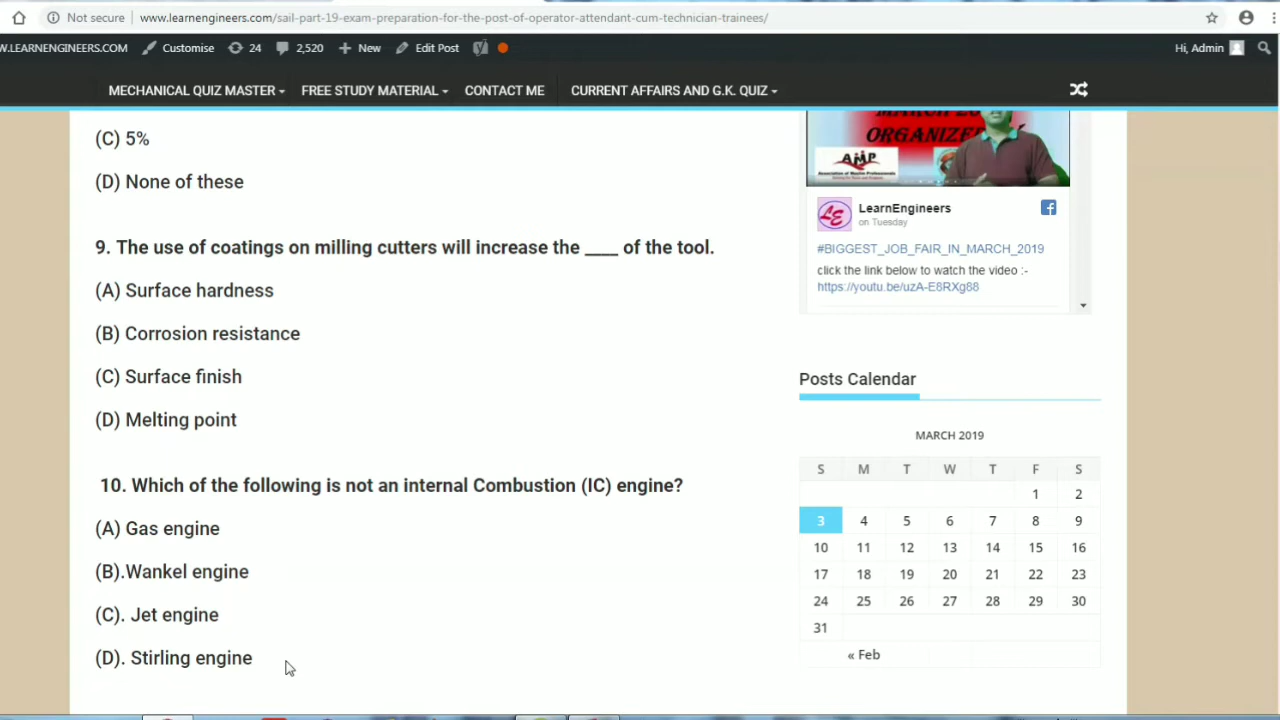 Not secure www.learnengineers.com/sail-part-19-exam-preparation-for-the-post-of-operator-attendant-cum-technician-trainees/
W.LEARNENGINEERS.COM Customise 24 2,520 New Edit Post Hi, Admin
MECHANICAL QUIZ MASTER FREE STUDY MATERIAL CONTACT ME CURRENT AFFAIRS AND G.K. QUIZ
(C) 5%
(D) None of these
9. The use of coatings on milling cutters will increase the ____ of the tool.
(A) Surface hardness
(B) Corrosion resistance
(C) Surface finish
(D) Melting point
10. Which of the following is not an internal Combustion (IC) engine?
(A) Gas engine
(B).Wankel engine
(C). Jet engine
(D). Stirling engine
ORGANIZE
AMP
LE
LearnEngineers
on Tuesday
#BIGGEST_JOB_FAIR_IN_MARCH_2019
click the link below to watch the video :-
https://youtu.be/uzA-E8RXg88
Posts Calendar
MARCH 2019
S M T W T F S
1 2
3 4 5 6 7 8 9
10 11 12 13 14 15 16
17 18 19 20 21 22 23
24 25 26 27 28 29 30
31
« Feb